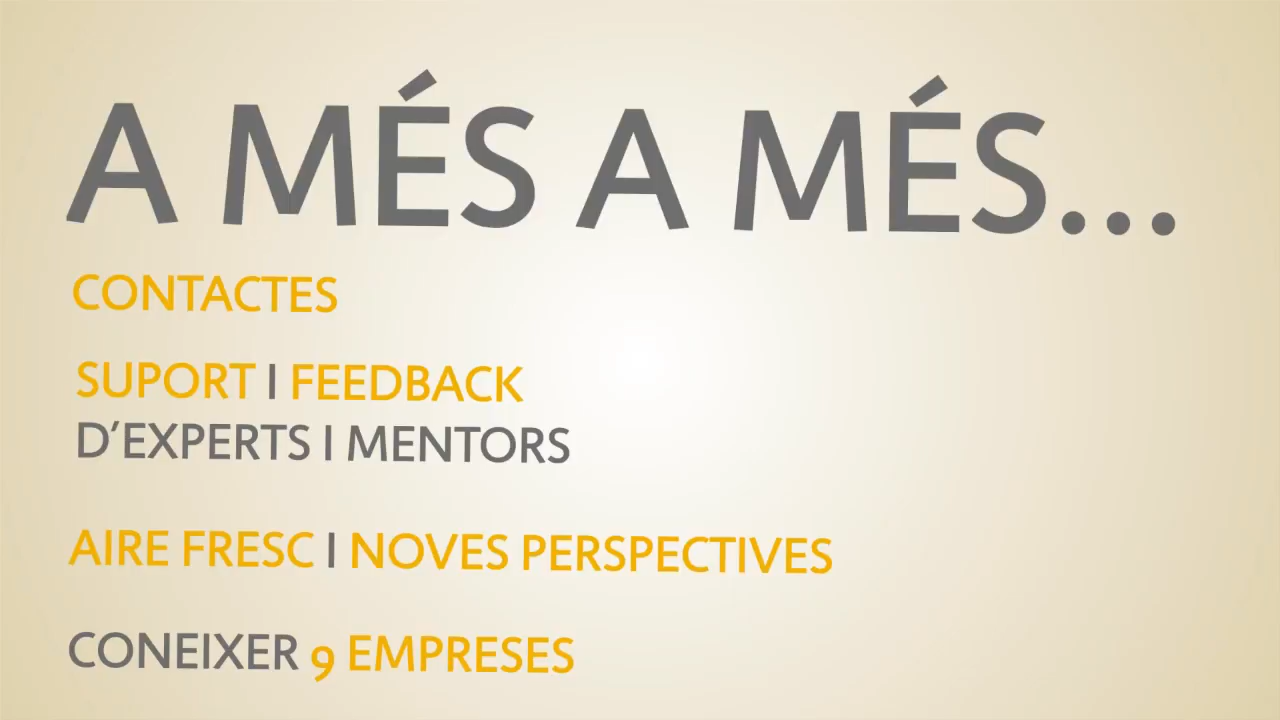 A MÉS A MÉS...
CONTACTES
SUPORT I FEEDBACK
D'EXPERTS I MENTORS
AIRE FRESC I NOVES PERSPECTIVES
CONEIXER 9 EMPRESES